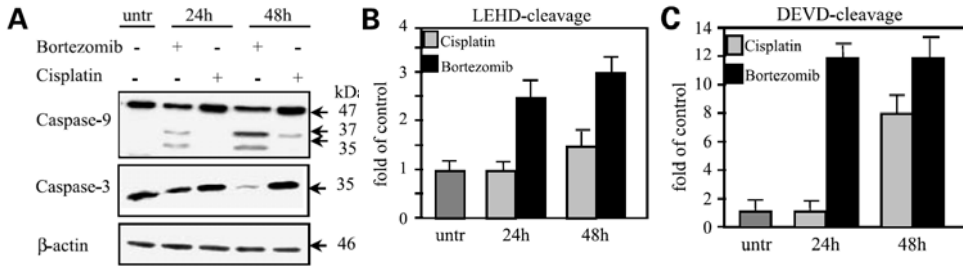 A
untr 24h 48h
Bortezomib - + - + -
Cisplatin - - + - +
kDa
Caspase-9
47
37
35
Caspase-3
35
β-actin
46
B
LEHD-cleavage
Cisplatin
Bortezomib
fold of control
4
3
2
1
0
untr 24h 48h
C
DEVD-cleavage
Cisplatin
Bortezomib
fold of control
14
12
10
8
6
4
12
0
untr 24h 48h